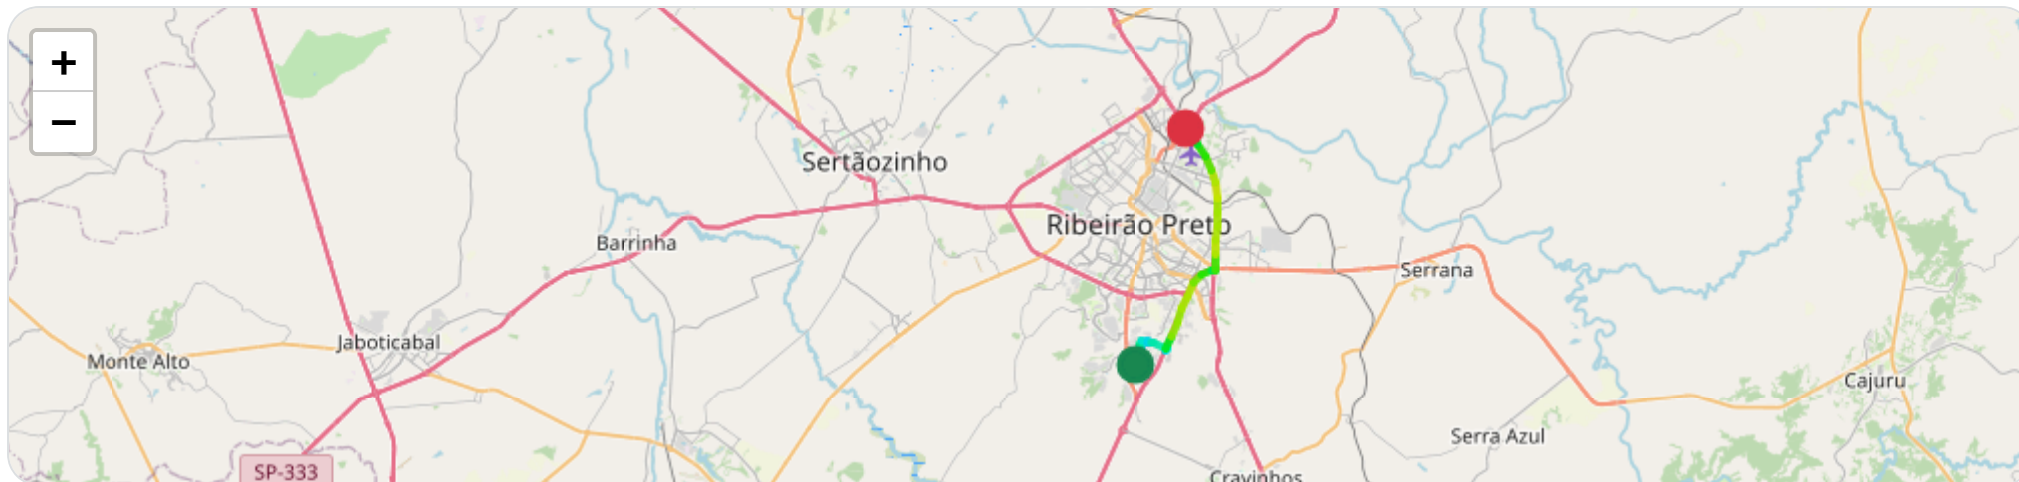 +
−
Sertãozinho
Ribeirão Preto
Barrinha
Serrana
Jaboticabal
Monte Alto
Cajuru
Serra Azul
SP-333
Cravinhos